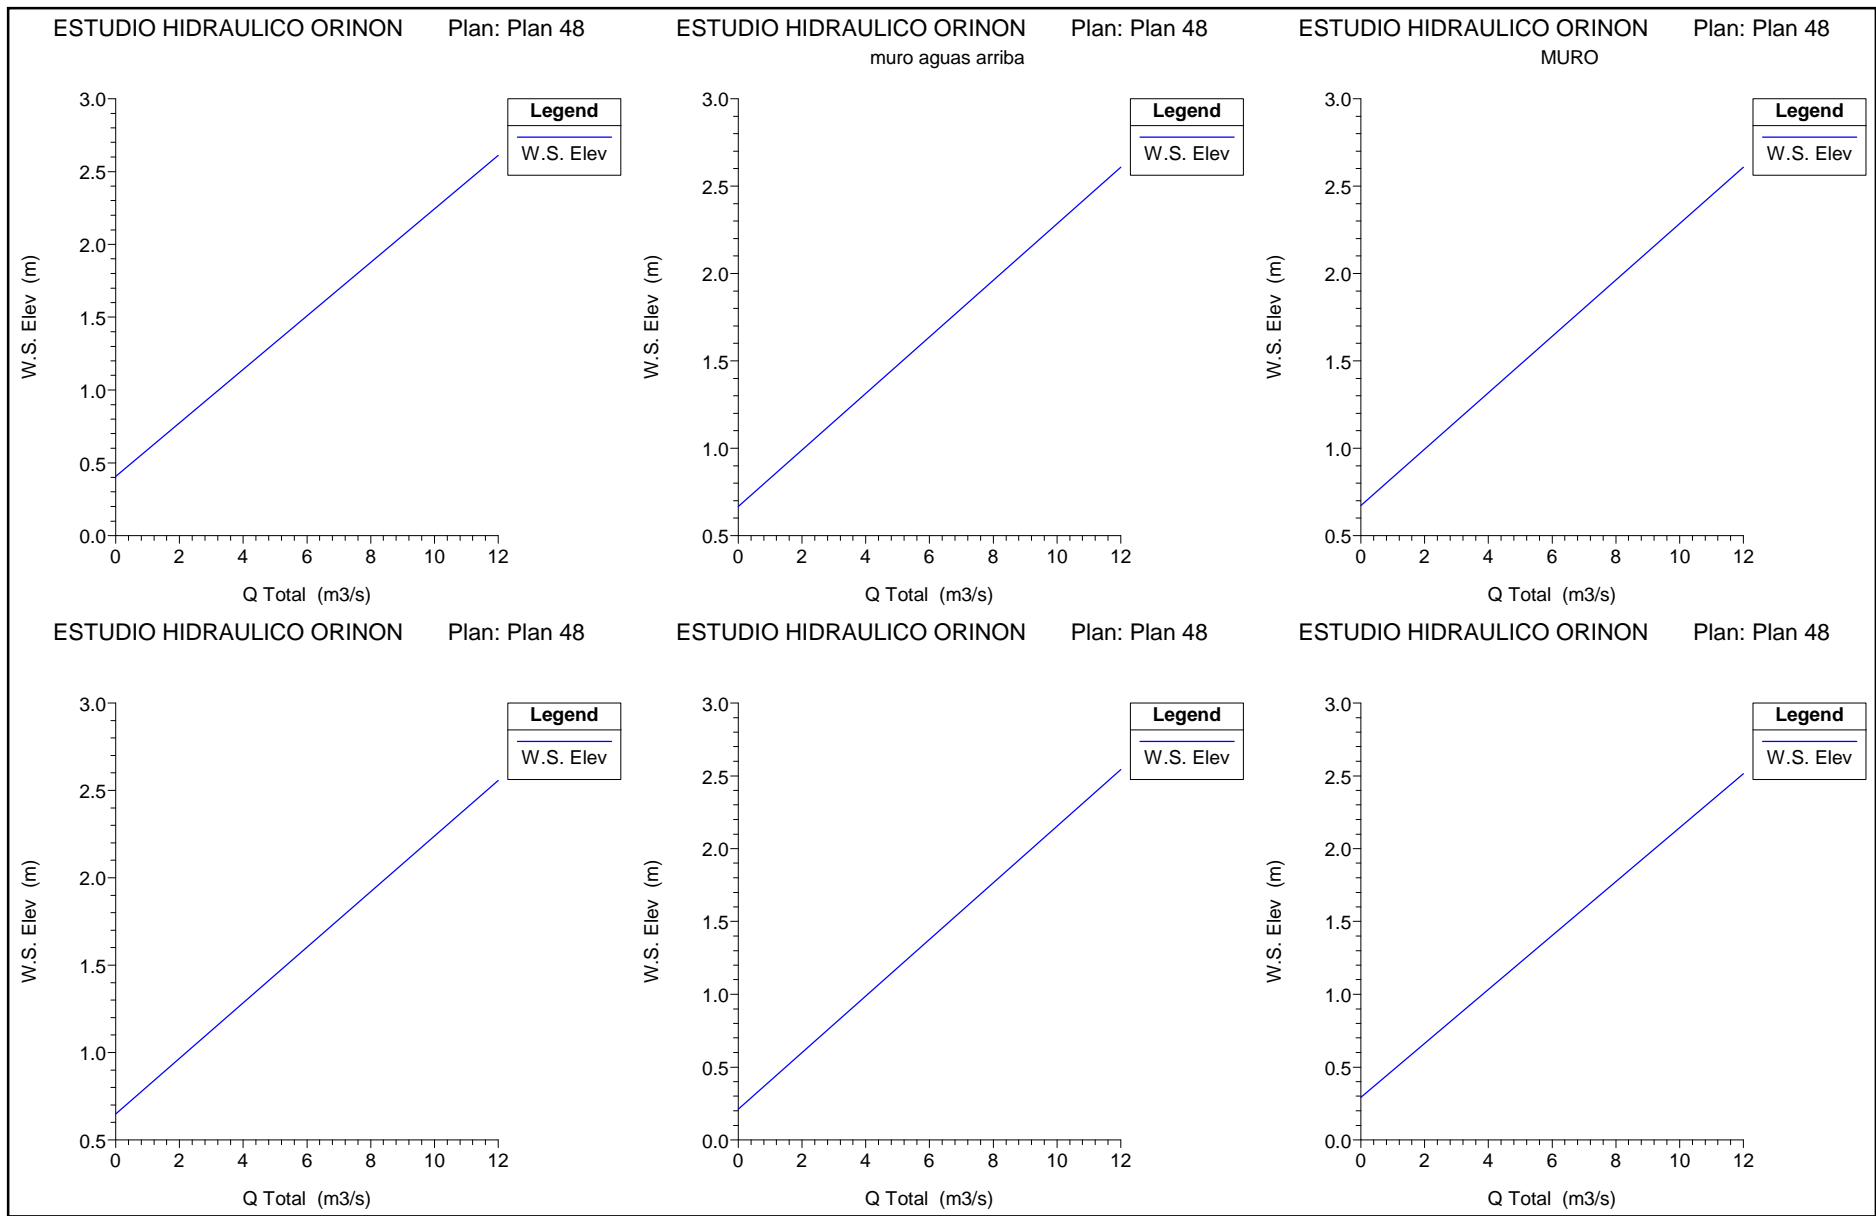 ESTUDIO HIDRAULICO ORINON Plan: Plan 48
3.0
2.5
2.0
1.5
1.0
0.5
0.0
W.S. Elev (m)
0 2 4 6 8 10 12
Q Total (m3/s)
Legend
W.S. Elev
ESTUDIO HIDRAULICO ORINON Plan: Plan 48
muro aguas arriba
3.0
2.5
2.0
1.5
1.0
0.5
W.S. Elev (m)
0 2 4 6 8 10 12
Q Total (m3/s)
Legend
W.S. Elev
ESTUDIO HIDRAULICO ORINON Plan: Plan 48
MURO
3.0
2.5
2.0
1.5
1.0
0.5
W.S. Elev (m)
0 2 4 6 8 10 12
Q Total (m3/s)
Legend
W.S. Elev
ESTUDIO HIDRAULICO ORINON Plan: Plan 48
3.0
2.5
2.0
1.5
1.0
0.5
W.S. Elev (m)
0 2 4 6 8 10 12
Q Total (m3/s)
Legend
W.S. Elev
ESTUDIO HIDRAULICO ORINON Plan: Plan 48
3.0
2.5
2.0
1.5
1.0
0.5
0.0
W.S. Elev (m)
0 2 4 6 8 10 12
Q Total (m3/s)
Legend
W.S. Elev
ESTUDIO HIDRAULICO ORINON Plan: Plan 48
3.0
2.5
2.0
1.5
1.0
0.5
0.0
W.S. Elev (m)
0 2 4 6 8 10 12
Q Total (m3/s)
Legend
W.S. Elev